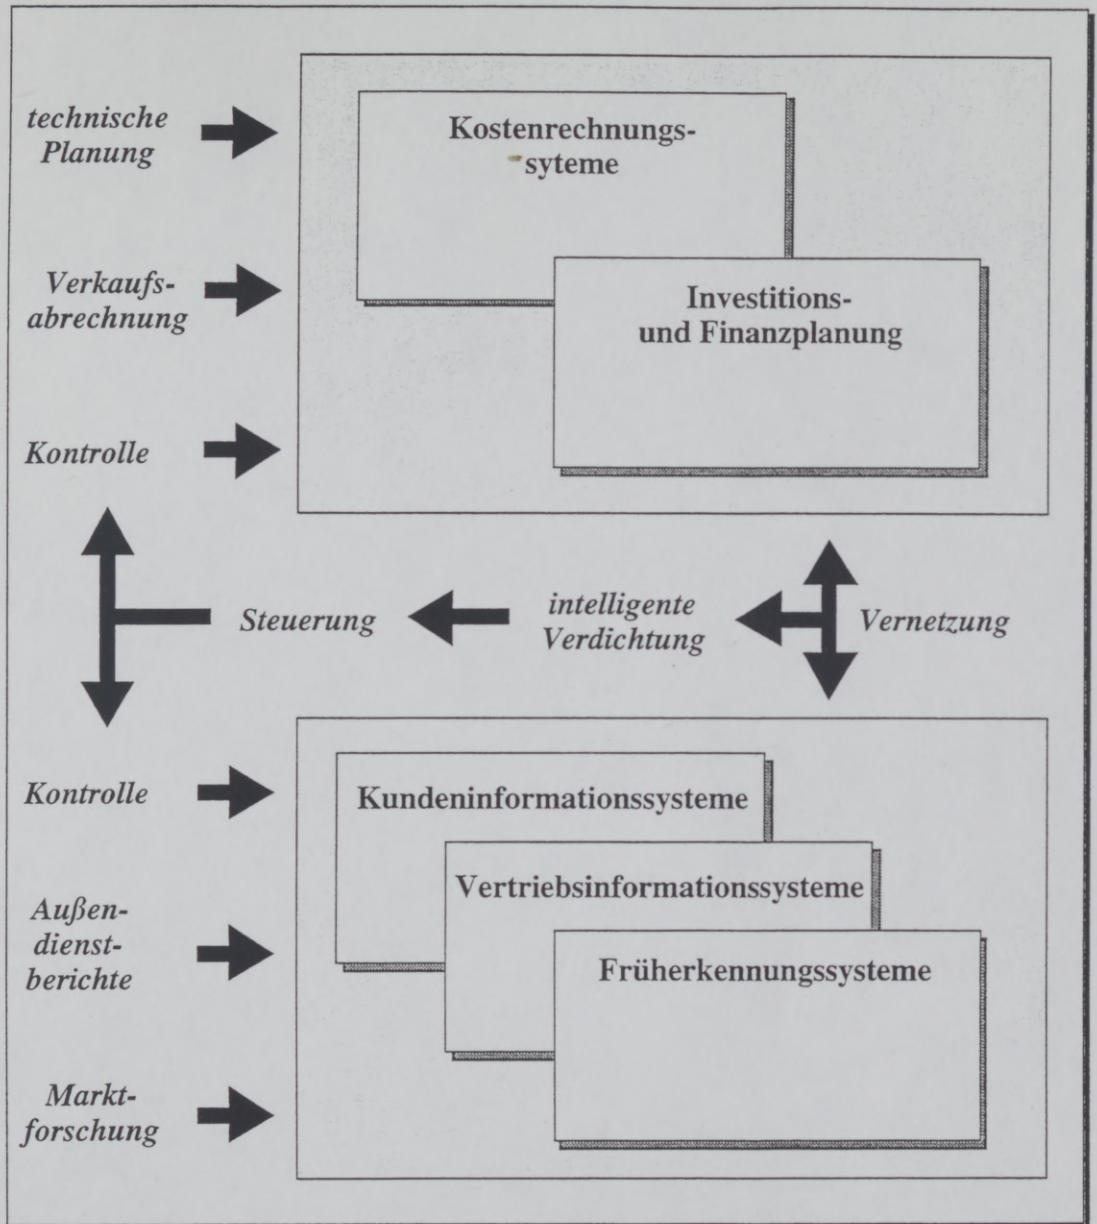 technische
Planung
Kostenrechnungs-
syteme
Verkaufs-
abrechnung
Investitions-
und Finanzplanung
Kontrolle
Steuerung
intelligente
Verdichtung
Vernetzung
Kontrolle
Kundeninformationssysteme
Vertriebsinformationssysteme
Außen-
dienst-
berichte
Früherkennungssysteme
Markt-
forschung